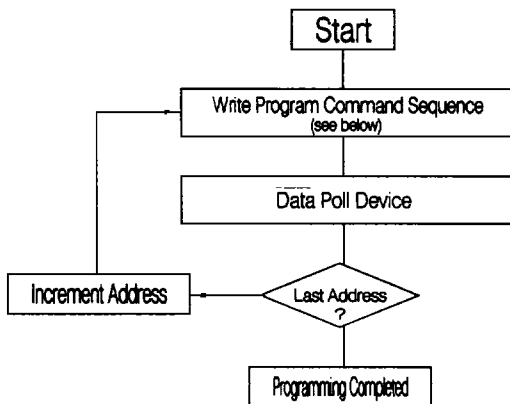 Start
Write Program Command Sequence
(see below)
Data Poll Device
Increment Address
Last Address
?
Programming Completed